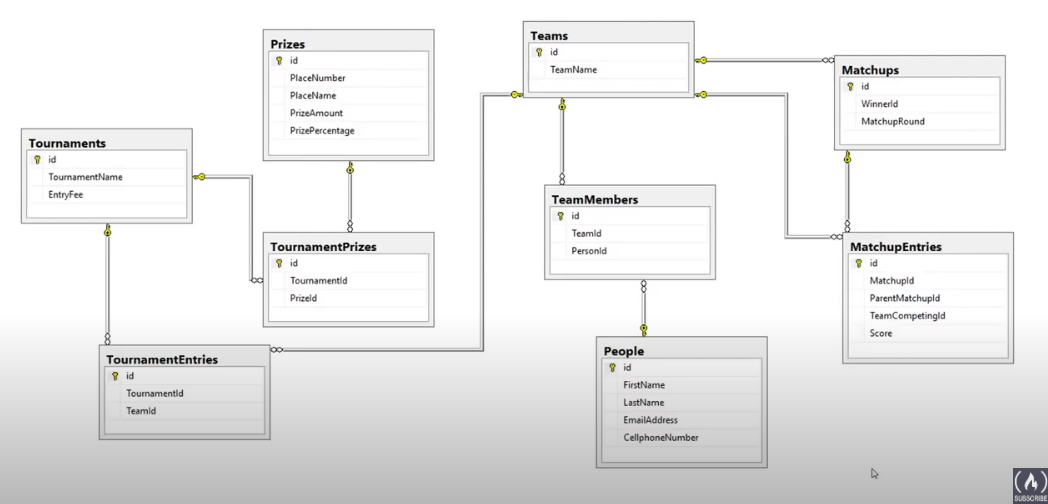 Prizes
id
PlaceNumber
PlaceName
PrizeAmount
PrizePercentage
Teams
id
TeamName
Matchups
id
WinnerId
MatchupRound
Tournaments
id
TournamentName
EntryFee
TeamMembers
id
TeamId
PersonId
TournamentPrizes
id
TournamentId
PrizeId
MatchupEntries
id
MatchupId
ParentMatchupId
TeamCompetingId
Score
TournamentEntries
id
TournamentId
TeamId
People
id
FirstName
LastName
EmailAddress
CellphoneNumber
SUBSCRIBE